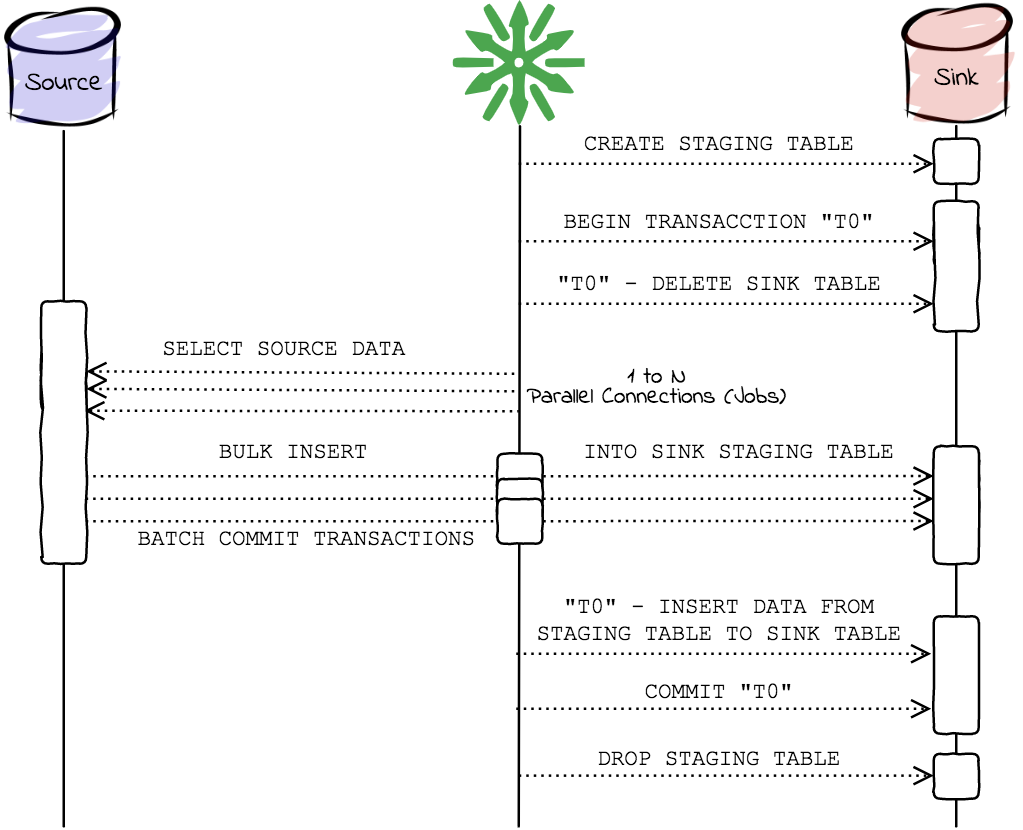 Source
Sink
CREATE STAGING TABLE
BEGIN TRANSACCTION "T0"
"T0" - DELETE SINK TABLE
SELECT SOURCE DATA
1 to N
Parallel Connections (Jobs)
BULK INSERT
INTO SINK STAGING TABLE
BATCH COMMIT TRANSACTIONS
"T0" - INSERT DATA FROM
STAGING TABLE TO SINK TABLE
COMMIT "T0"
DROP STAGING TABLE